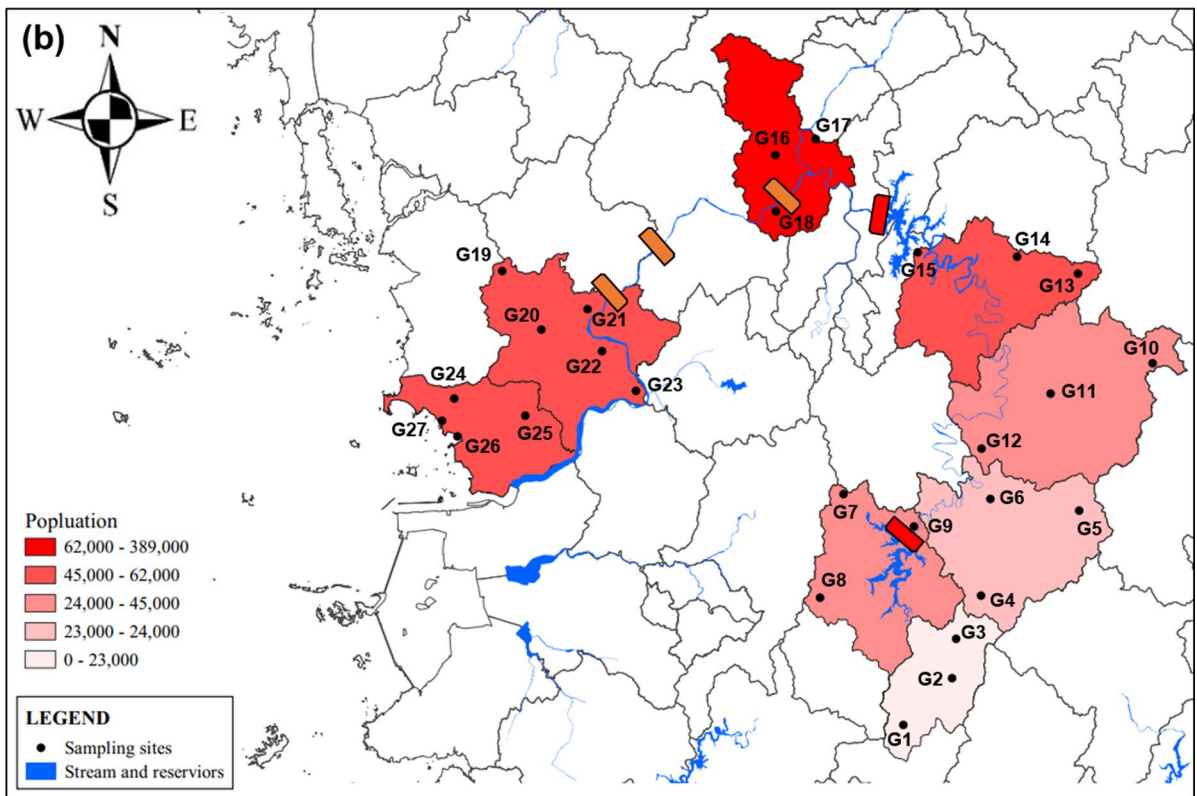 (b)
N
W E
S
G16
G17
G18
G15
G14
G13
G19
G20
G21
G22
G23
G24
G25
G26
G27
G10
G11
G12
G6
G5
G7
G9
G8
G4
G3
G2
G1
Popluation
62,000 - 389,000
45,000 - 62,000
24,000 - 45,000
23,000 - 24,000
0 - 23,000
LEGEND
Sampling sites
Stream and reserviors